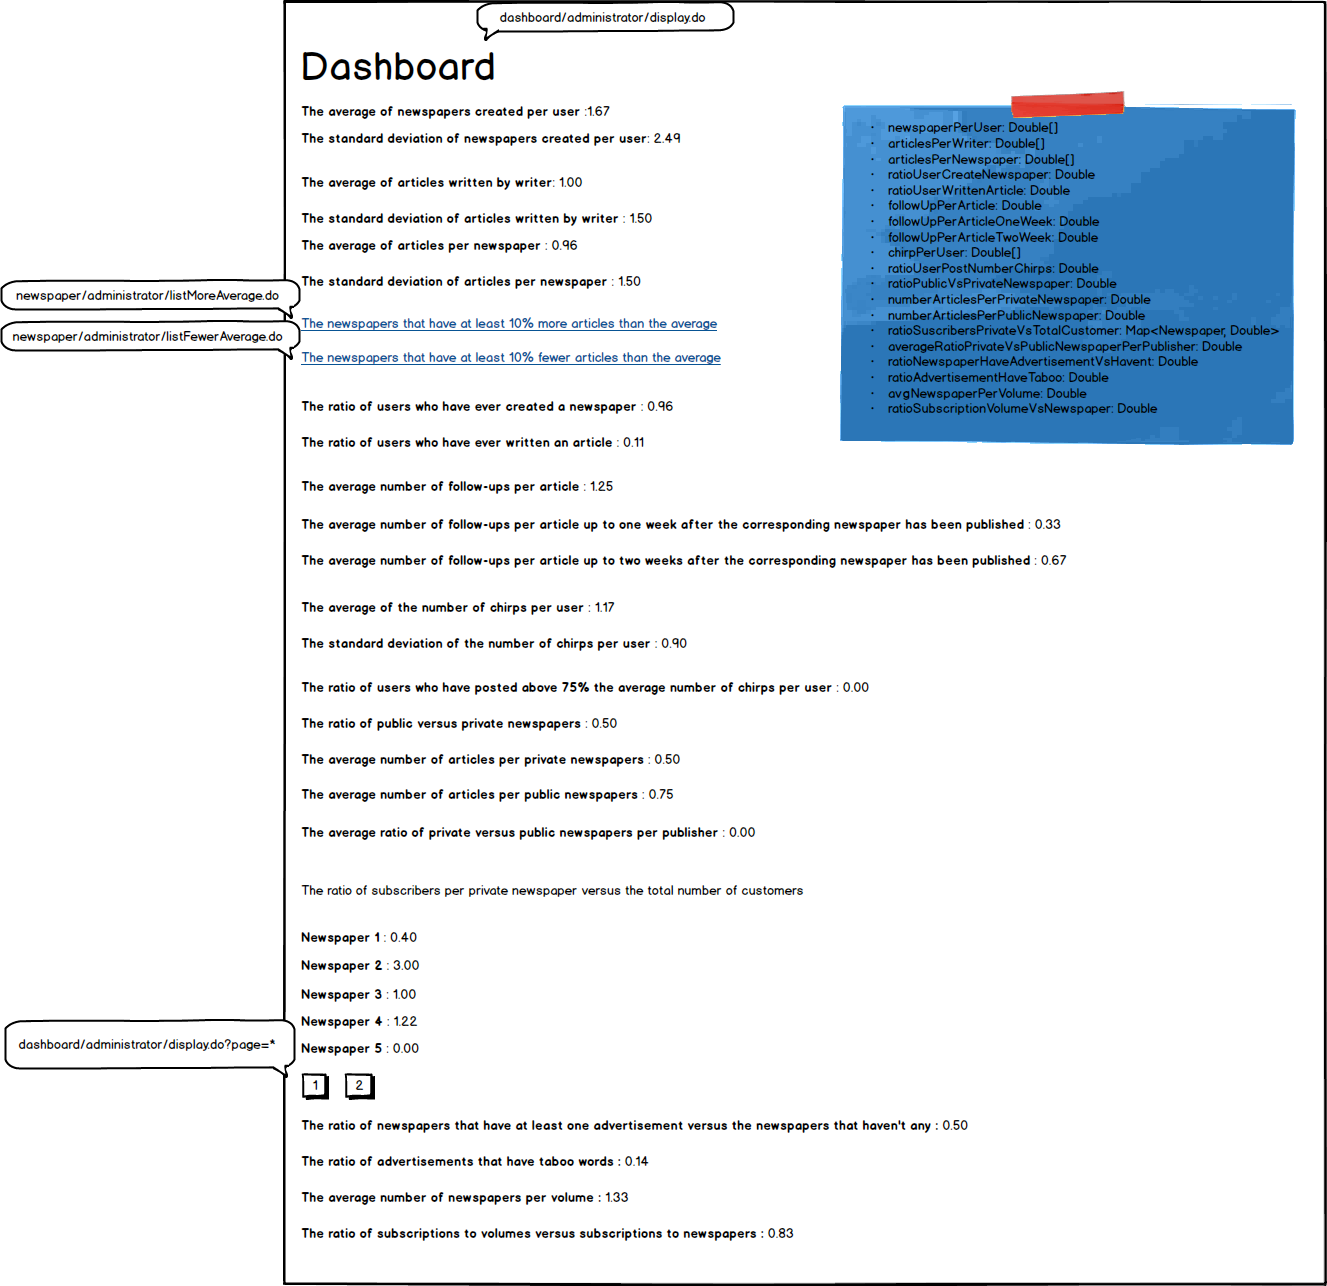 dashboard/administrator/display.do
Dashboard
The average of newspapers created per user :1.67
The standard deviation of newspapers created per user: 2.49
The average of articles written by writer: 1.00
The standard deviation of articles written by writer : 1.50
The average of articles per newspaper : 0.96
The standard deviation of articles per newspaper : 1.50
newspaper/administrator/listMoreAverage.do
The newspapers that have at least 10% more articles than the average
newspaper/administrator/listFewerAverage.do
The newspapers that have at least 10% fewer articles than the average
· newspaperPerUser: Double[]
· articlesPerWriter: Double[]
· articlesPerNewspaper: Double[]
· ratioUserCreateNewspaper: Double
· ratioUserWrittenArticle: Double
· followUpPerArticle: Double
· followUpPerArticleOneWeek: Double
· followUpPerArticleTwoWeek: Double
· chirpPerUser: Double[]
· ratioUserPostNumberChirps: Double
· ratioPublicVsPrivateNewspaper: Double
· numberArticlesPerPrivateNewspaper: Double
· numberArticlesPerPublicNewspaper: Double
· ratioSuscribersPrivateVsTotalCustomer: Map<Newspaper, Double>
· averageRatioPrivateVsPublicNewspaperPerPublisher: Double
· ratioNewspaperHaveAdvertisementVsHavent: Double
· ratioAdvertisementHaveTaboo: Double
· avgNewspaperPerVolume: Double
· ratioSubscriptionVolumeVsNewspaper: Double
The ratio of users who have ever created a newspaper : 0.96
The ratio of users who have ever written an article : 0.11
The average number of follow-ups per article : 1.25
The average number of follow-ups per article up to one week after the corresponding newspaper has been published : 0.33
The average number of follow-ups per article up to two weeks after the corresponding newspaper has been published : 0.67
The average of the number of chirps per user : 1.17
The standard deviation of the number of chirps per user : 0.90
The ratio of users who have posted above 75% the average number of chirps per user : 0.00
The ratio of public versus private newspapers : 0.50
The average number of articles per private newspapers : 0.50
The average number of articles per public newspapers : 0.75
The average ratio of private versus public newspapers per publisher : 0.00
The ratio of subscribers per private newspaper versus the total number of customers
Newspaper 1 : 0.40
Newspaper 2 : 3.00
Newspaper 3 : 1.00
Newspaper 4 : 1.22
dashboard/administrator/display.do?page=*
Newspaper 5 : 0.00
1 2
The ratio of newspapers that have at least one advertisement versus the newspapers that haven't any : 0.50
The ratio of advertisements that have taboo words : 0.14
The average number of newspapers per volume : 1.33
The ratio of subscriptions to volumes versus subscriptions to newspapers : 0.83